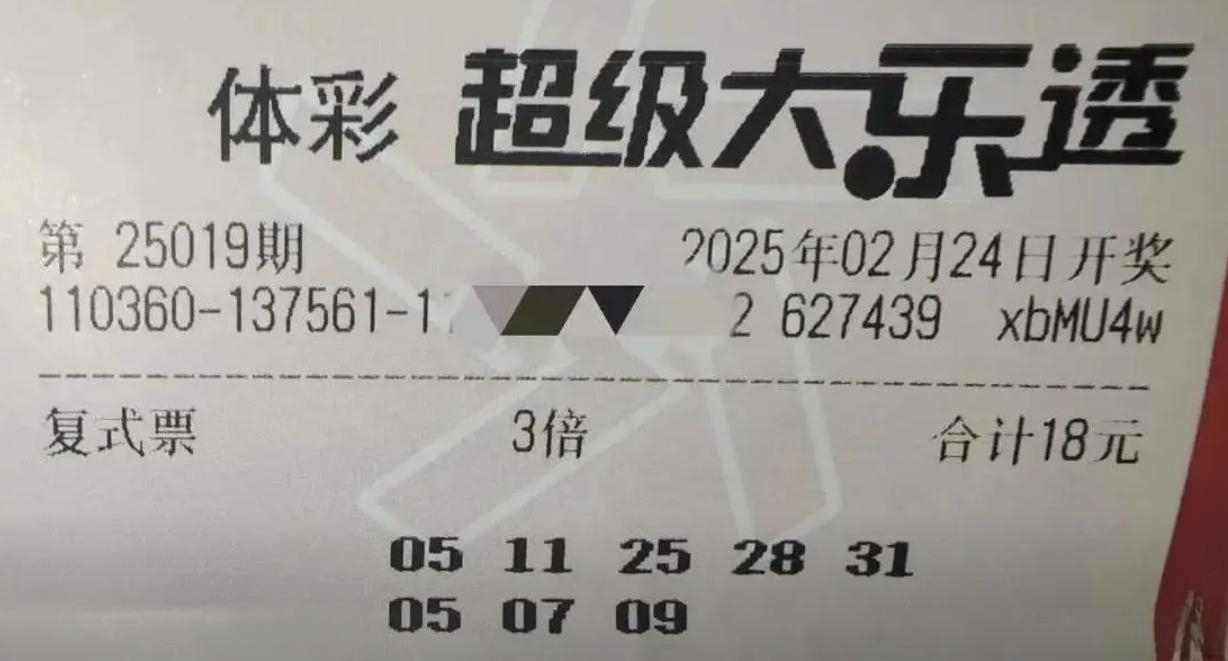 体彩 超级大乐透
第 25019期 2025年02月24日开奖
110360-137561-1 2 627439 xbMU4w
复式票 3倍 合计18元
05 11 25 28 31
05 07 09